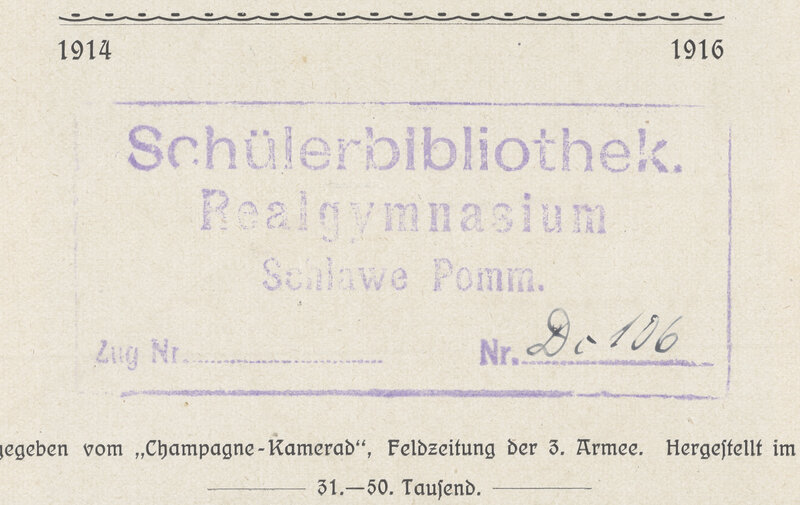 1914 1916
Schülerbibliothek.
Realgymnasium
Schlawe Pomm.
Zug Nr. Nr. Dc 106
gegeben vom „Champagne-Kamerad“, Feldzeitung der 3. Armee. Hergeſtellt im
31.—50. Tauſend.